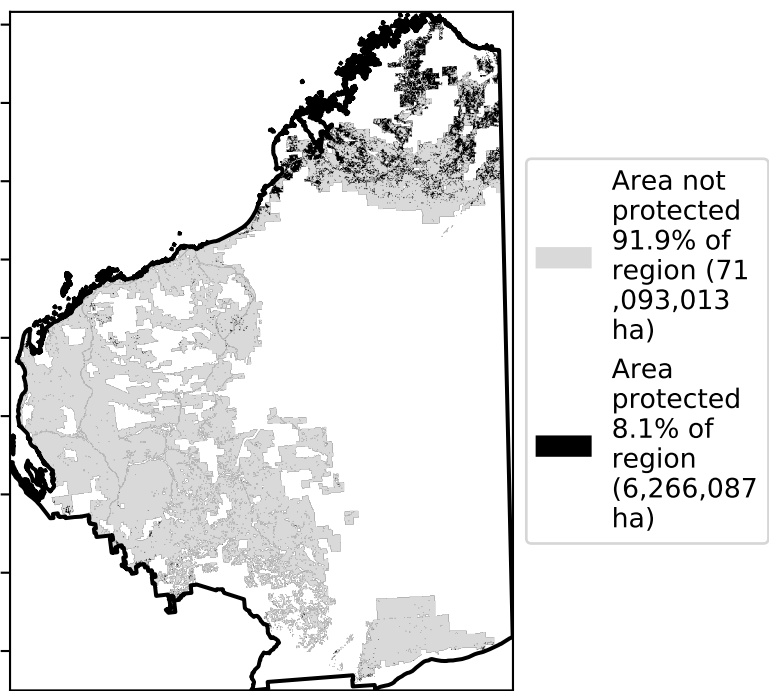 Area not
protected
91.9% of
region (71
,093,013
ha)
Area
protected
8.1% of
region
(6,266,087
ha)